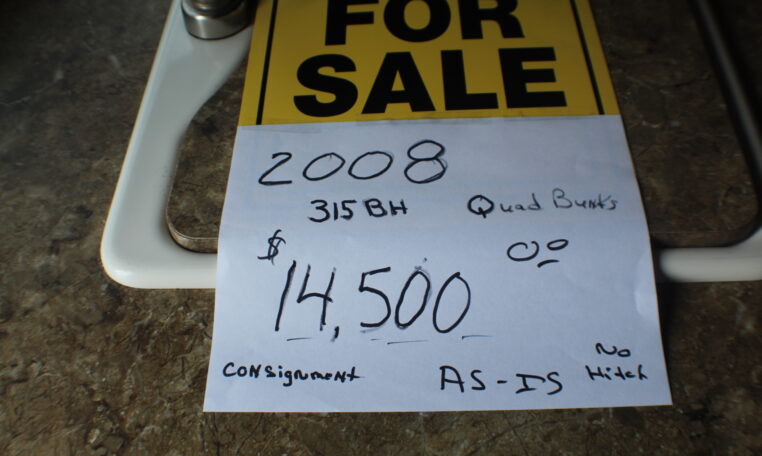 FOR
SALE
2008
315BH Quad Bunks
$14,500 00
Consignment AS-IS No Hitch